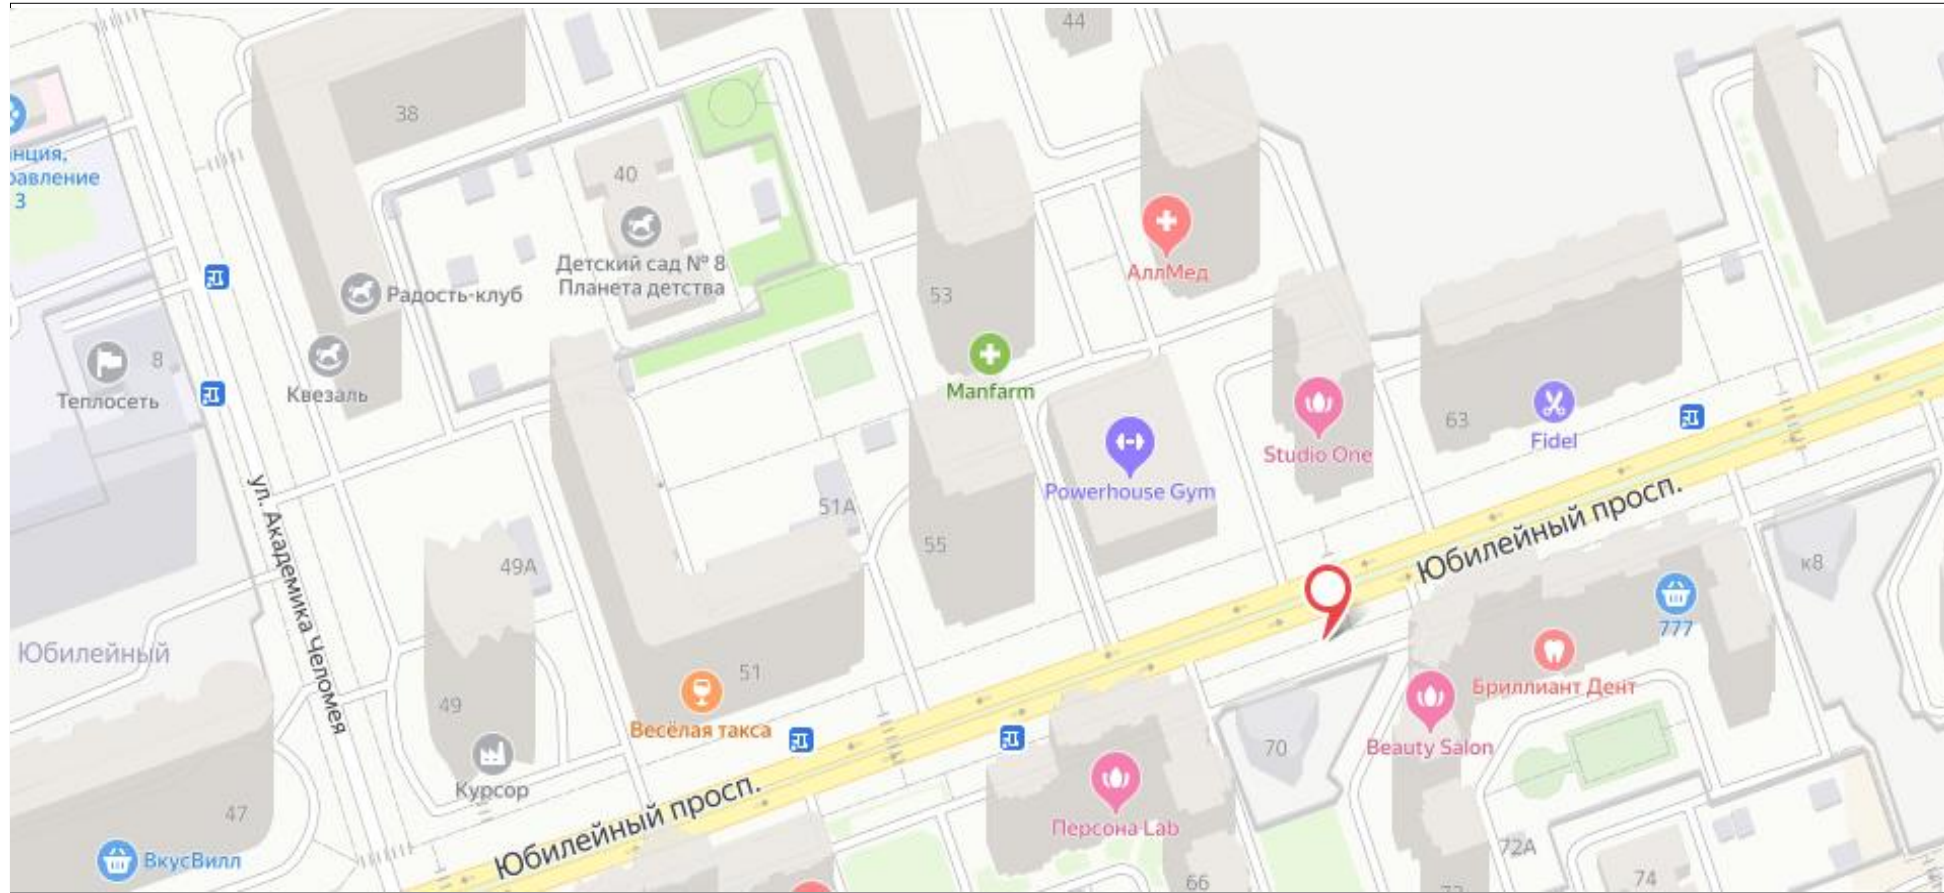 44
38
нция,
равление
3
40
Детский сад № 8
Планета детства
Радость-клуб
53
АллМед
8
Теплосеть
Квезаль
Manfarm
Studio One
63
Fidel
Powerhouse Gym
51А
55
49А
ул. Академика Челомея
Юбилейный просп.
к8
777
Юбилейный
49
51
Весёлая такса
Бриллиант Дент
Beauty Salon
70
Курсор
Персона Lab
Юбилейный просп.
47
ВкусВилл
66
72А
74